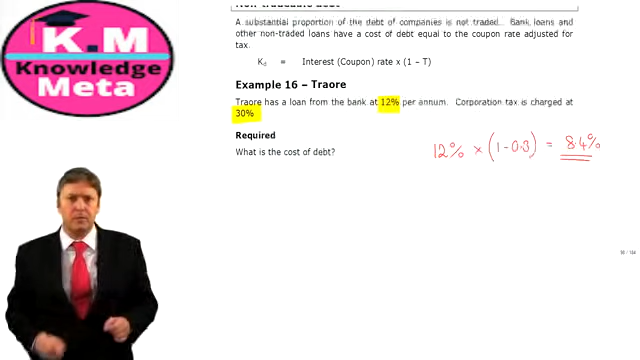 K.M
Knowledge
Meta
Non-tradeable debt
A substantial proportion of the debt of companies is not traded. Bank loans and
other non-traded loans have a cost of debt equal to the coupon rate adjusted for
tax.
Kd = Interest (Coupon) rate x (1 – T)
Example 16 – Traore
Traore has a loan from the bank at 12% per annum. Corporation tax is charged at
30%
Required
What is the cost of debt?
12% × (1-0.3) = 8.4%